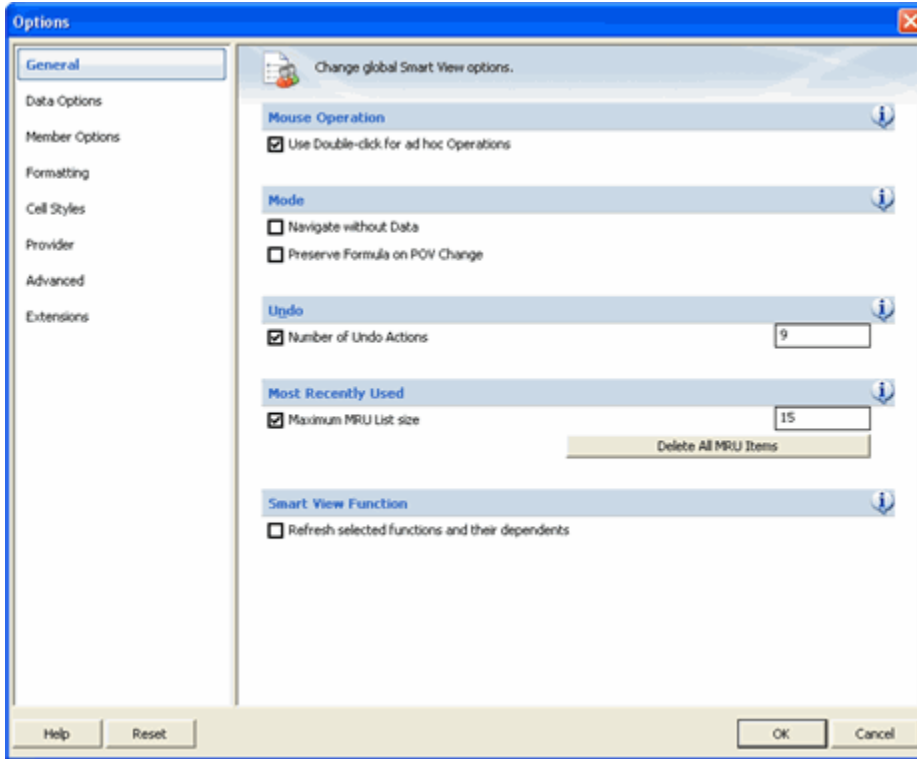 Options
General
Data Options
Member Options
Formatting
Cell Styles
Provider
Advanced
Extensions
Change global Smart View options.
Mouse Operation
Use Double-click for ad hoc Operations
Mode
Navigate without Data
Preserve Formula on POV Change
Undo
Number of Undo Actions 9
Most Recently Used
Maximum MRU List size 15
Delete All MRU Items
Smart View Function
Refresh selected functions and their dependents
Help Reset OK Cancel